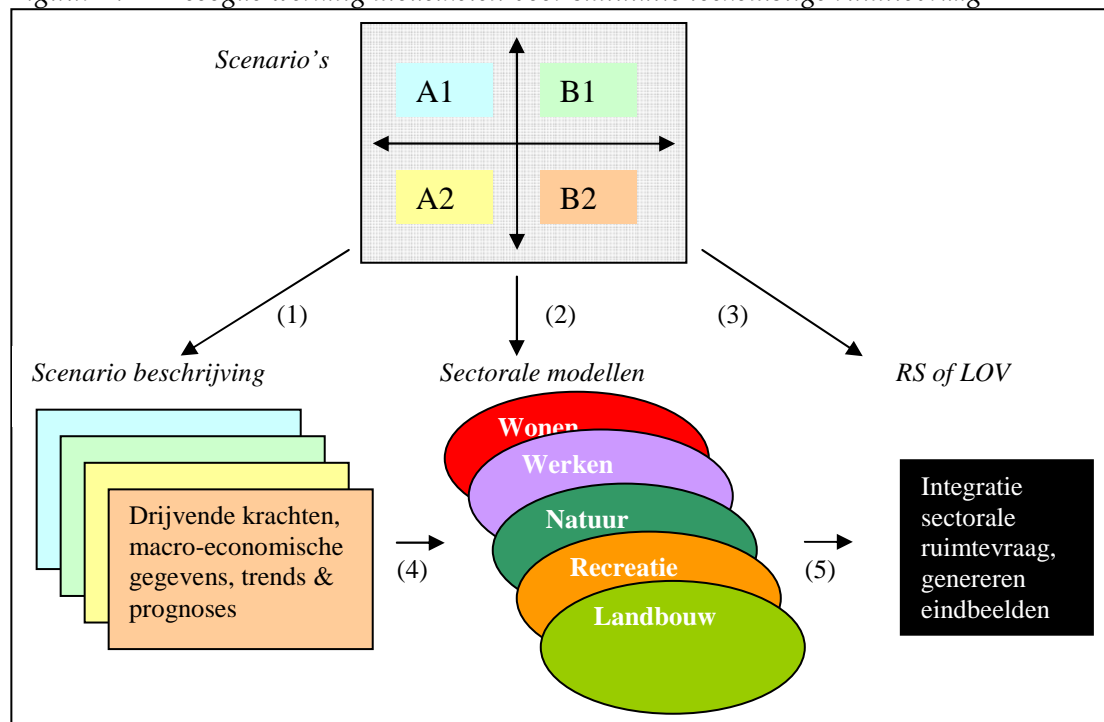 Scenario's
A1 B1
A2 B2
(1) (2) (3)
Scenario beschrijving
Sectorale modellen
RS of LOV
Drijvende krachten,
macro-economische
gegevens, trends &
prognoses
(4)
Wonen
Werken
Natuur
Recreatie
Landbouw
(5)
Integratie
sectorale
ruimtevraag,
genereren
eindbeelden